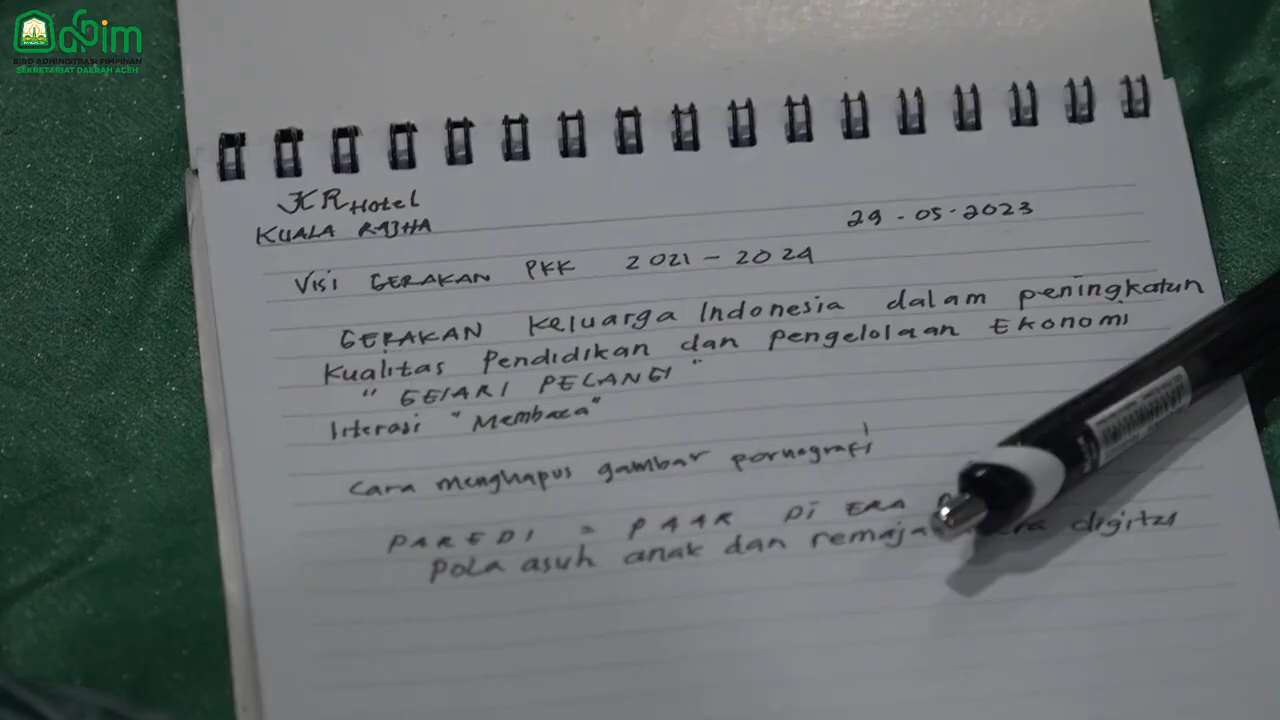 apim
BIRO ADMINISTRASI PIMPINAN
SEKRETARIAT DAERAH ACEH
KR Hotel
KUALA RAJHA
29-05-2023
Visi GERAKAN PKK 2021 - 2024
GERAKAN Keluarga Indonesia dalam peningkatan
Kualitas Pendidikan dan pengelolaan Ekonomi
" GELARI PELANGI "
literasi "Membaca"
Cara menghapus gambar pornografi
PAREDI = PAAR Di ERA
Pola asuh anak dan remaja digital